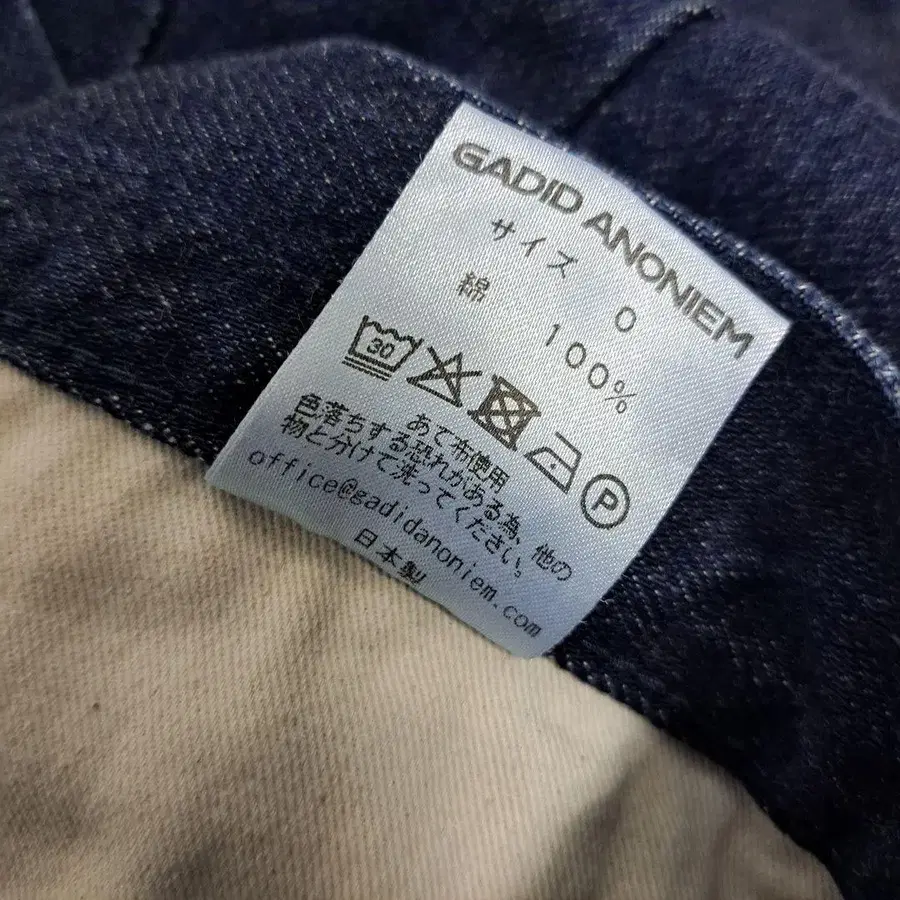 GADID ANONIEM
サイズ 0
綿 100%
30 P
あて布使用
色落ちする恐れがある為、他の
物と分けて洗ってください。
office@gadidanoniem.com
日本製